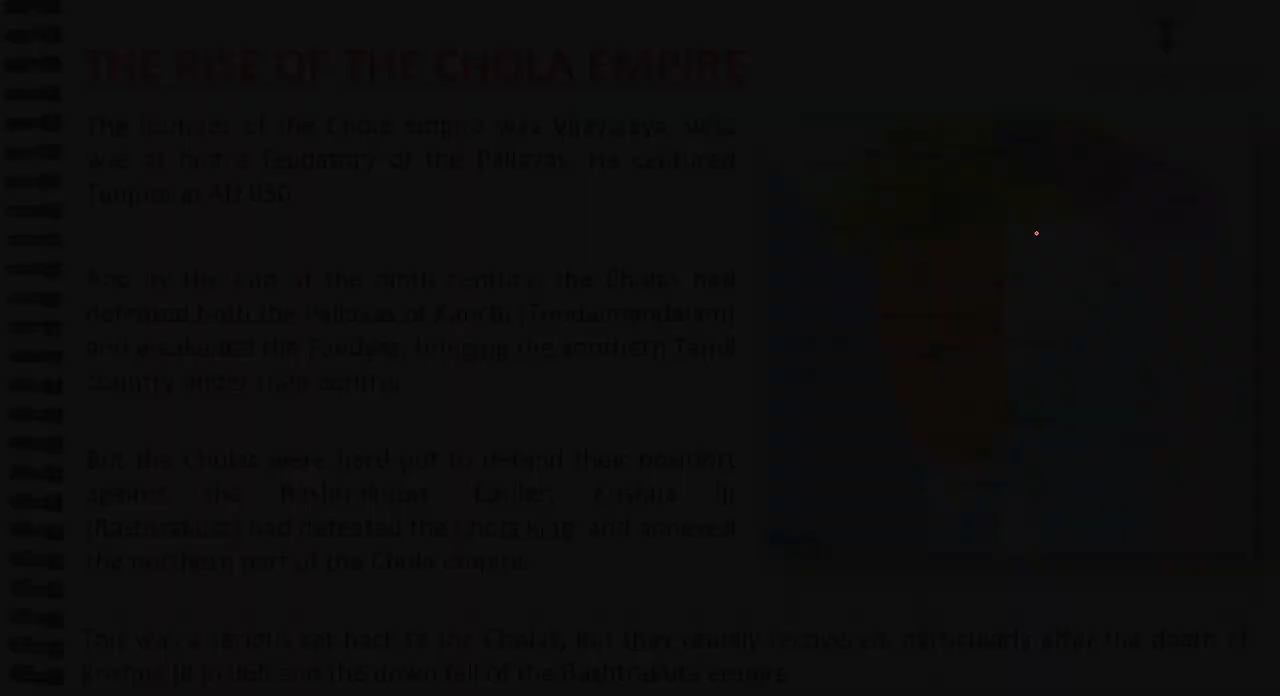 THE RISE OF THE CHOLA EMPIRE
The founder of the Chola empire was Vijayalaya, who
was at first a feudatory of the Pallavas. He captured
Tanjore in AD 850.
And by the end of the ninth century, the Cholas had
defeated both the Pallavas of Kanchi (Tondaimandalam)
and weakened the Pandyas, bringing the southern Tamil
country under their control.
But the Cholas were hard put to defend their position
against the Rashtrakutas. Earlier, Krishna III
(Rashtrakuta) had defeated the Chola king, and annexed
the northern part of the Chola empire.
This was a serious set-back to the Cholas, but they rapidly recovered, particularly after the death of
Krishna III in 965 and the down fall of the Rashtrakuta empire.